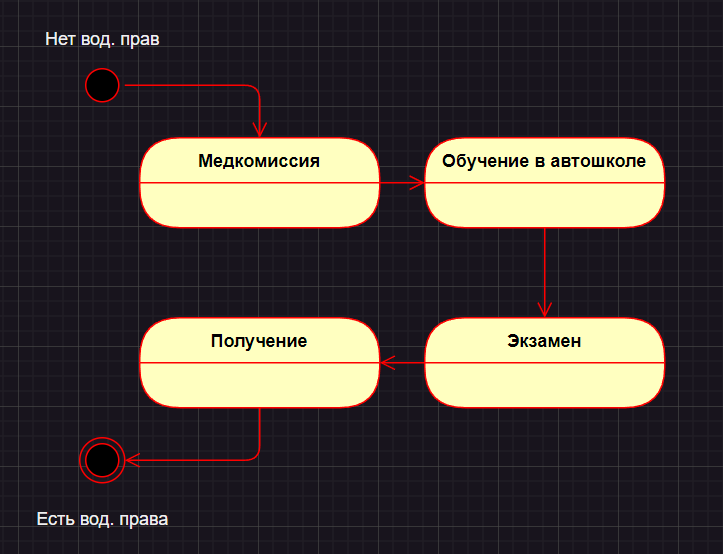 Нет вод. прав
Медкомиссия
Обучение в автошколе
Получение
Экзамен
Есть вод. права